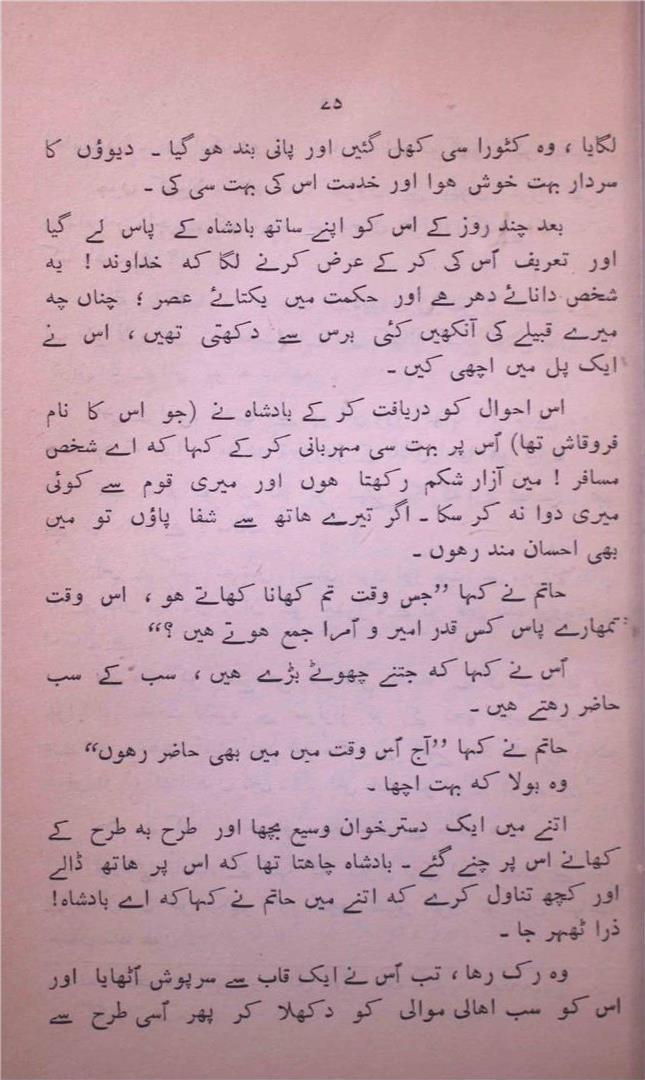 ۷۵
لگایا ، وہ کٹورا سی کھل گئیں اور پانی بند ہو گیا ۔ دیوؤں کا
سردار بہت خوش ہوا اور خدمت اس کی بہت سی کی ۔
بعد چند روز کے اس کو اپنے ساتھ بادشاہ کے پاس لے گیا
اور تعریف اُس کی کر کے عرض کرنے لگا کہ خداوند ! یہ
شخص دانائے دھر ہے اور حکمت میں یکتائے عصر ؛ چناں چہ
میرے قبیلے کی آنکھیں کئی برس سے دکھتی تھیں ، اس نے
ایک پل میں اچھی کیں ۔
اس احوال کو دریافت کر کے بادشاہ نے (جو اس کا نام
فروقاش تھا) اُس پر بہت سی مہربانی کر کے کہا کہ اے شخص
مسافر ! میں آزار شکم رکھتا ہوں اور میری قوم سے کوئی
میری دوا نہ کر سکا ۔ اگر تیرے ہاتھ سے شفا پاؤں تو میں
بھی احسان مند رہوں ۔
حاتم نے کہا ”جس وقت تم کھانا کھاتے ہو ، اس وقت
تمھارے پاس کس قدر امیر و اُمرا جمع ہوتے ہیں ؟“
اُس نے کہا کہ جتنے چھوٹے بڑے ہیں ، سب کے سب
حاضر رہتے ہیں ۔
حاتم نے کہا ”آج اُس وقت میں میں بھی حاضر رہوں“
وہ بولا کہ بہت اچھا ۔
اتنے میں ایک دسترخوان وسیع بچھا اور طرح بہ طرح کے
کھانے اس پر چنے گئے ۔ بادشاہ چاہتا تھا کہ اس پر ہاتھ ڈالے
اور کچھ تناول کرے کہ اتنے میں حاتم نے کہا کہ اے بادشاہ!
ذرا ٹھہر جا ۔
وہ رک رہا ، تب اُس نے ایک قاب سے سرپوش اُٹھایا اور
اس کو سب اہالی موالی کو دکھلا کر پھر اُسی طرح سے